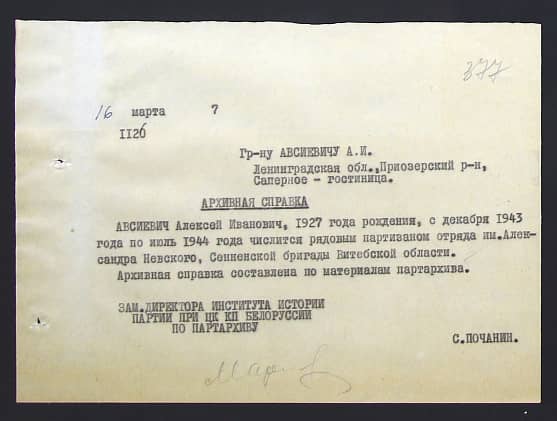 377
16 марта 7
1126
Гр-ну АВСИЕВИЧУ А.И.
Ленинградская обл.,Приозерский р-н,
Саперное - гостиница.
АРХИВНАЯ СПРАВКА
АВСИЕВИЧ Алексей Иванович, 1927 года рождения, с декабря 1943
года по июль 1944 года числится рядовым партизаном отряда им.Алек-
сандра Невского, Сенненской бригады Витебской области.
Архивная справка составлена по материалам партархива.
ЗАМ.ДИРЕКТОРА ИНСТИТУТА ИСТОРИИ
ПАРТИИ ПРИ ЦК КП БЕЛОРУССИИ
ПО ПАРТАРХИВУ
С.ПОЧАНИН.